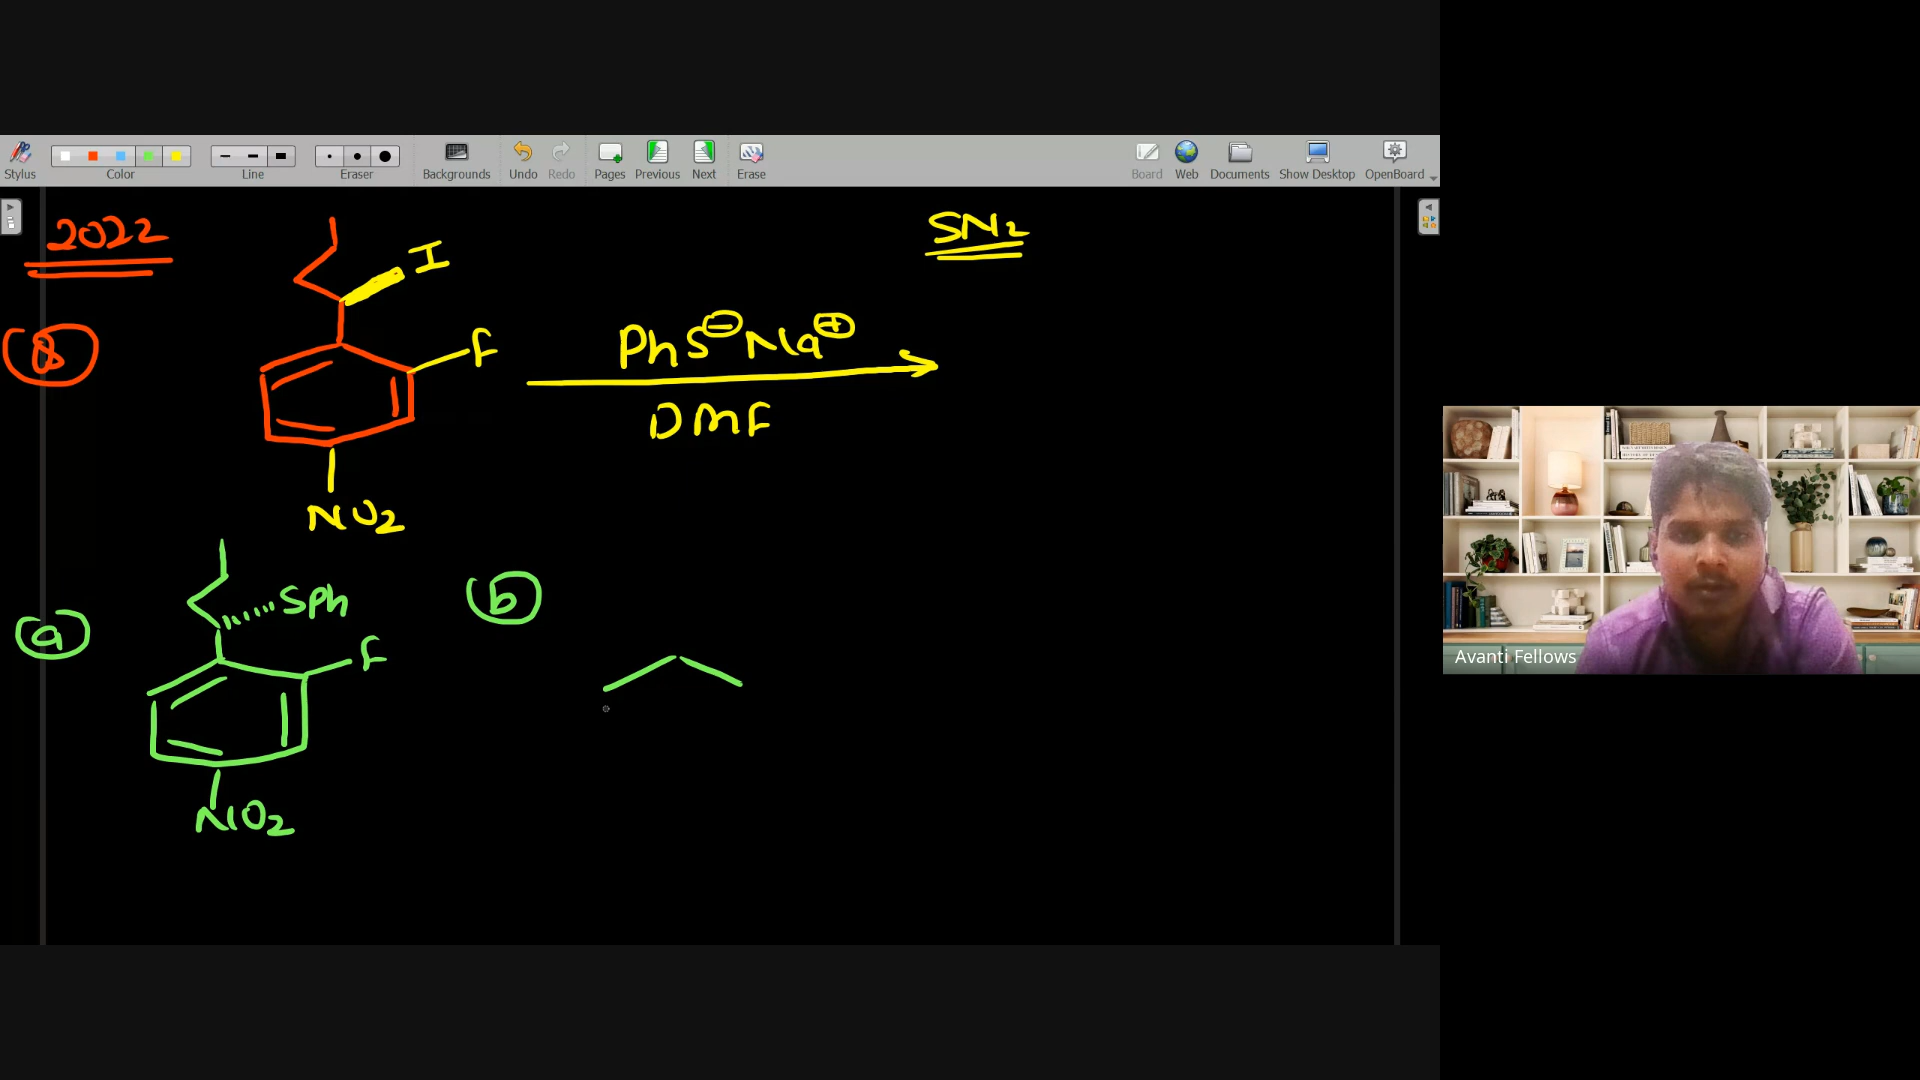 Stylus Color Line Eraser Backgrounds Undo Redo Pages Previous Next Erase Board Web Documents Show Desktop OpenBoard
2022
SN2
I
F
PhS⊖Na⊕
DMF
NO2
a
SPh
b
F
NO2
Avanti Fellows